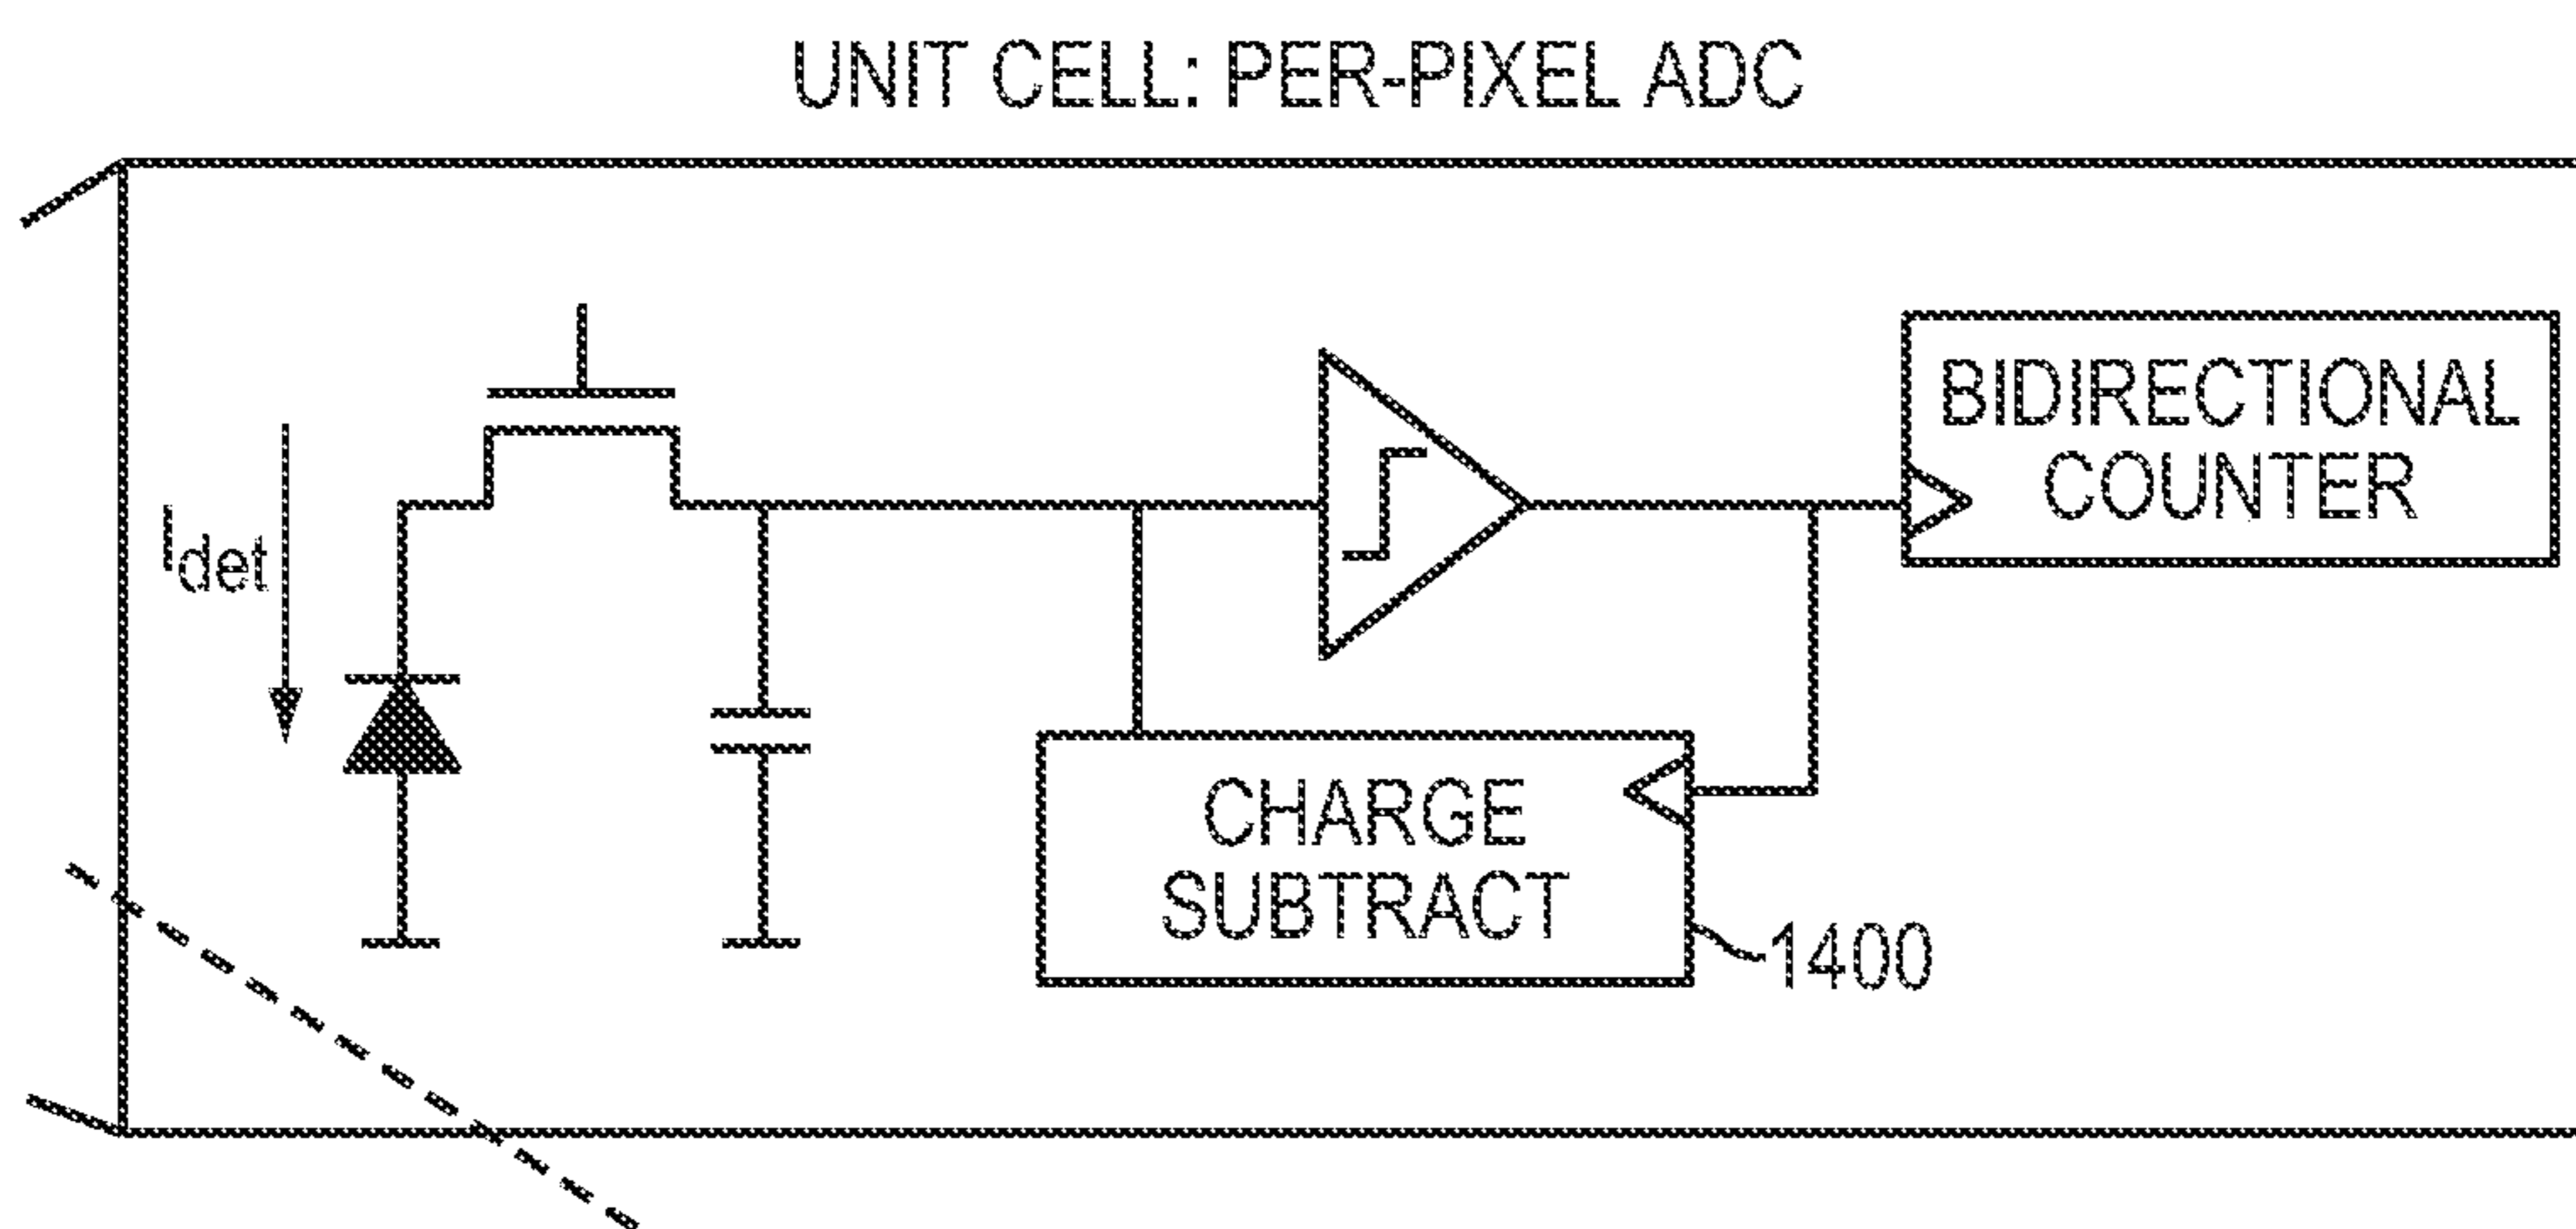 UNIT CELL: PER-PIXEL ADC
Idet
BIDIRECTIONAL
COUNTER
CHARGE
SUBTRACT
1400